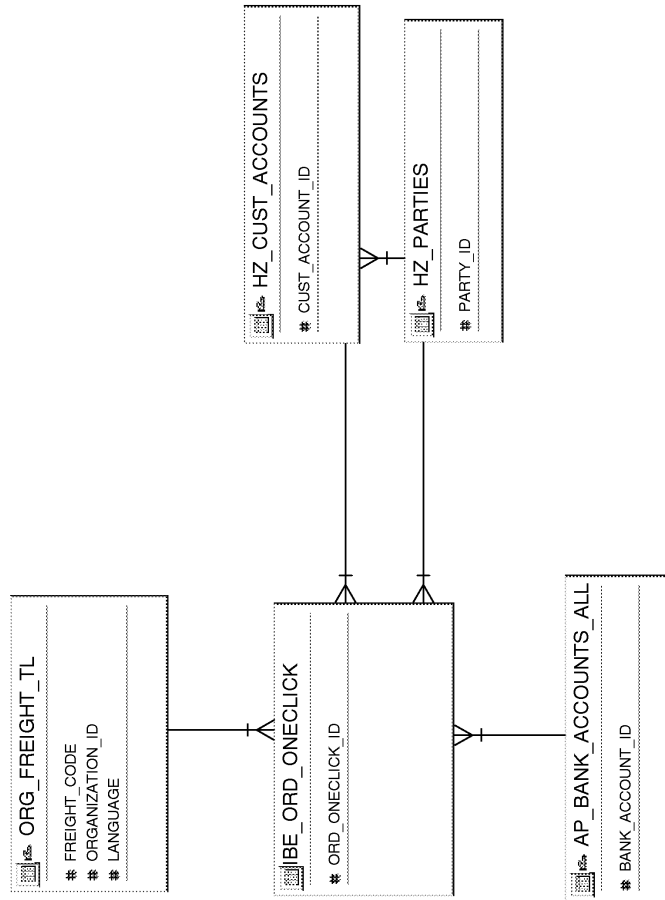 ORG_FREIGHT_TL
# FREIGHT_CODE
# ORGANIZATION_ID
# LANGUAGE
HZ_CUST_ACCOUNTS
# CUST_ACCOUNT_ID
HZ_PARTIES
# PARTY_ID
IBE_ORD_ONECLICK
# ORD_ONECLICK_ID
AP_BANK_ACCOUNTS_ALL
# BANK_ACCOUNT_ID